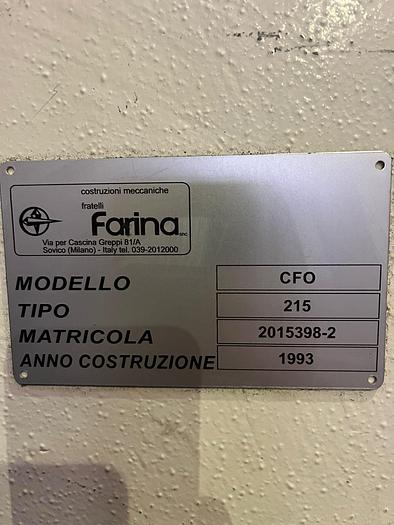 costruzioni meccaniche
fratelli
Farina snc
Via per Cascina Greppi 81/A
Sovico (Milano) - Italy tel. 039-2012000
MODELLO CFO
TIPO 215
MATRICOLA 2015398-2
ANNO COSTRUZIONE 1993